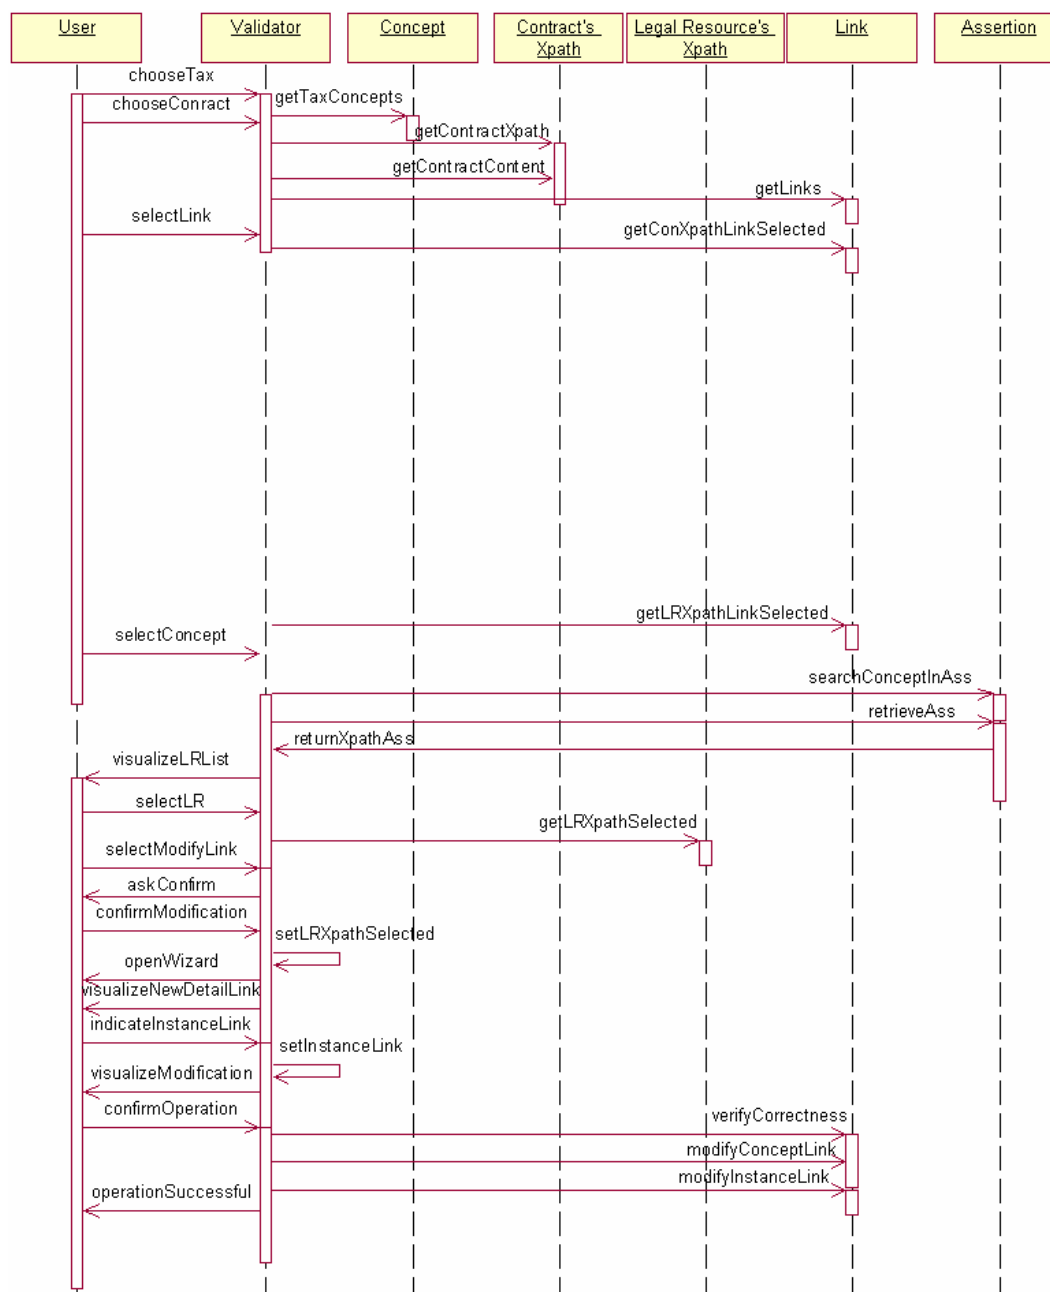 User
Validator
Concept
Contract's
Xpath
Legal Resource's
Xpath
Link
Assertion
chooseTax
chooseConract
getTaxConcepts
getContractXpath
getContractContent
getLinks
selectLink
getConXpathLinkSelected
getLRXpathLinkSelected
selectConcept
searchConceptInAss
retrieveAss
returnXpathAss
visualizeLRList
selectLR
getLRXpathSelected
selectModifyLink
askConfirm
confirmModification
setLRXpathSelected
openWizard
visualizeNewDetailLink
indicateInstanceLink
setInstanceLink
visualizeModification
confirmOperation
verifyCorrectness
modifyConceptLink
modifyInstanceLink
operationSuccessful